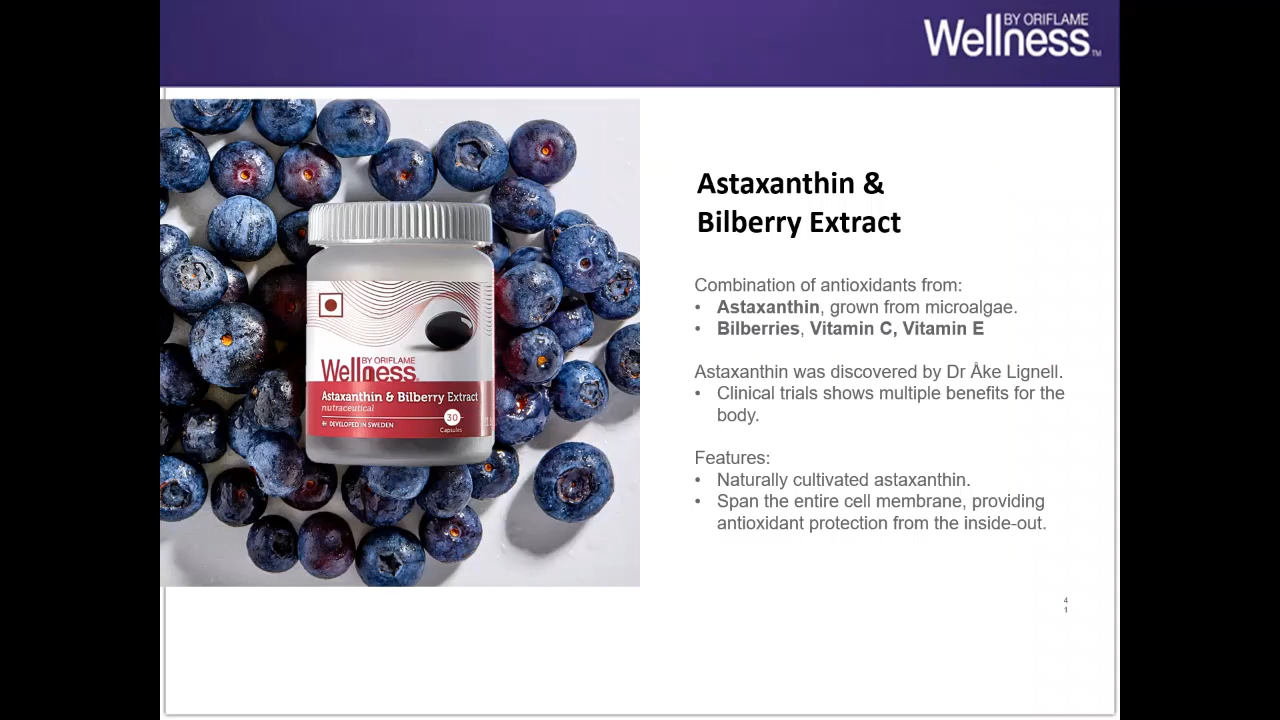 BY ORIFLAME
Wellness™
Astaxanthin &
Bilberry Extract
Combination of antioxidants from:
• Astaxanthin, grown from microalgae.
• Bilberries, Vitamin C, Vitamin E
Astaxanthin was discovered by Dr Åke Lignell.
• Clinical trials shows multiple benefits for the
body.
Features:
• Naturally cultivated astaxanthin.
• Span the entire cell membrane, providing
antioxidant protection from the inside-out.
4
1
BY ORIFLAME
Wellness
Astaxanthin & Bilberry Extract
nutraceutical
30
Capsules
DEVELOPED IN SWEDEN